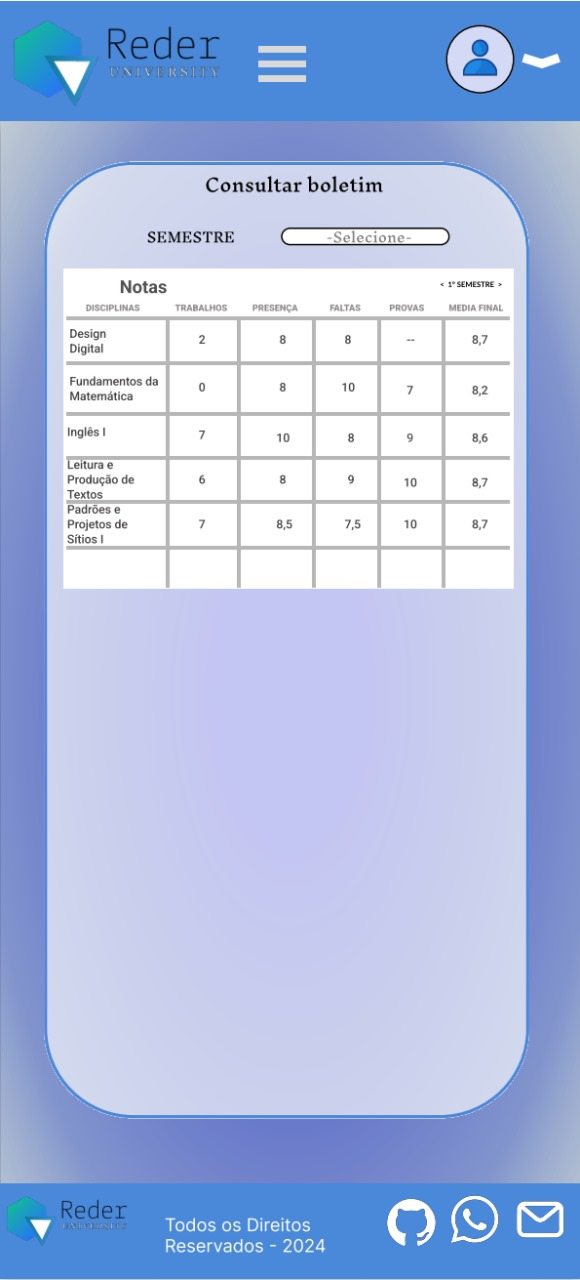 Reder
UNIVERSITY
Consultar boletim
SEMESTRE -Selecione-
Notas < 1º SEMESTRE >
DISCIPLINAS TRABALHOS PRESENÇA FALTAS PROVAS MEDIA FINAL
Design
Digital 2 8 8 -- 8,7
Fundamentos da
Matemática 0 8 10 7 8,2
Inglês I 7 10 8 9 8,6
Leitura e
Produção de 6 8 9 10 8,7
Textos
Padrões e
Projetos de 7 8,5 7,5 10 8,7
Sítios I
Reder
UNIVERSITY
Todos os Direitos
Reservados - 2024